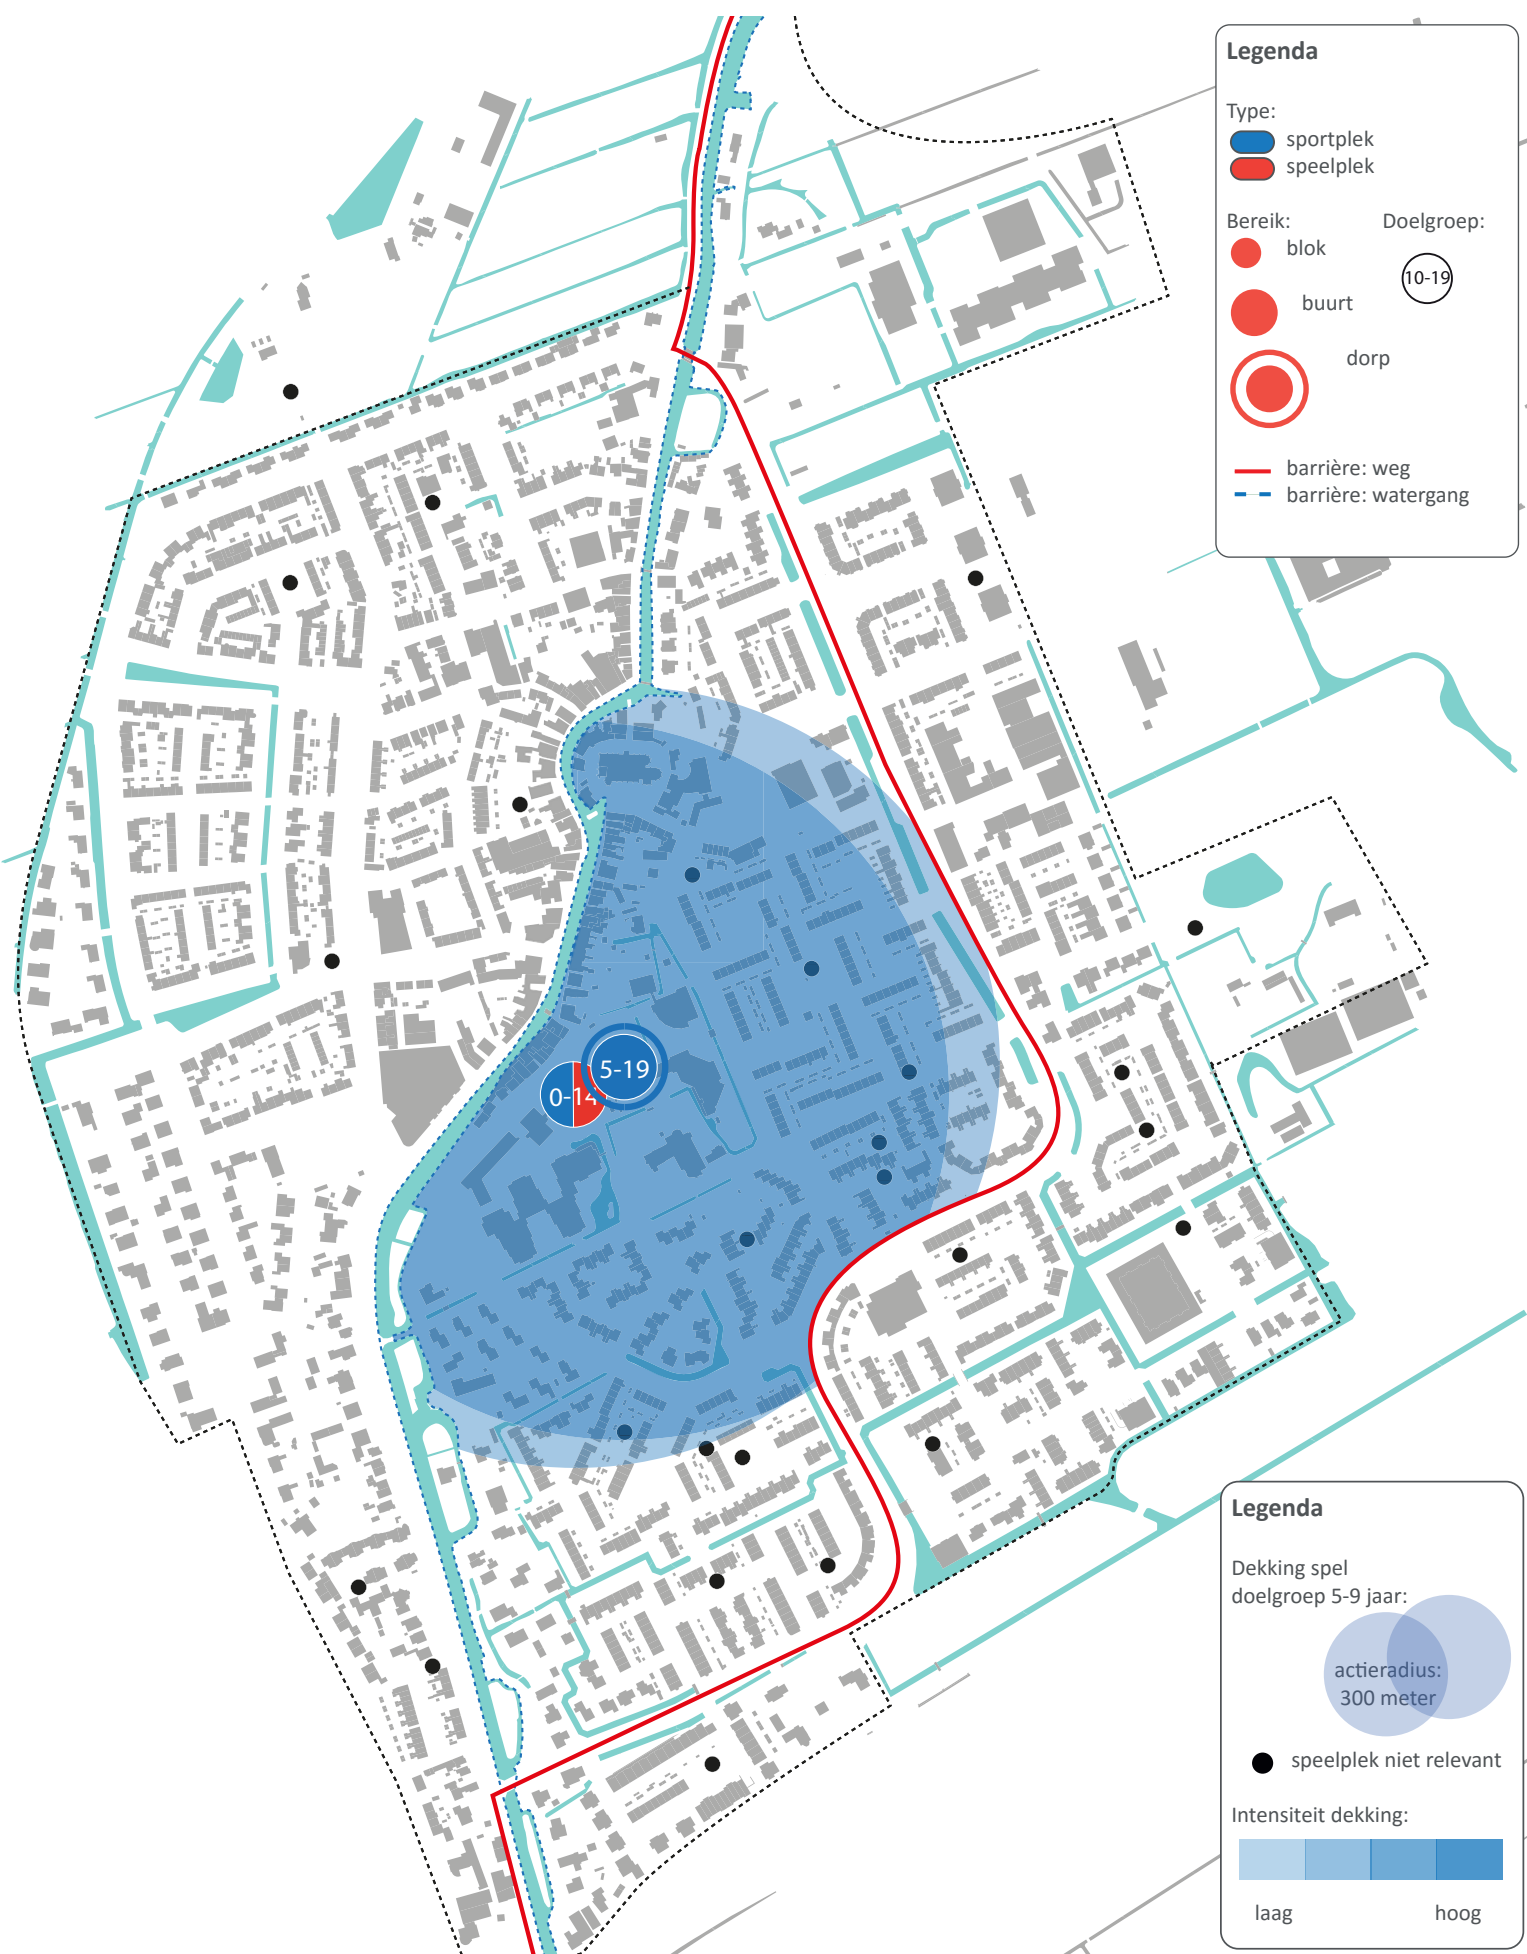 Legenda
Type:
sportplek
speelplek
Bereik:
Doelgroep:
blok
10-19
buurt
dorp
barrière: weg
barrière: watergang
5-19
0-14
Legenda
Dekking spel
doelgroep 5-9 jaar:
actieradius:
300 meter
speelplek niet relevant
Intensiteit dekking:
laag
hoog